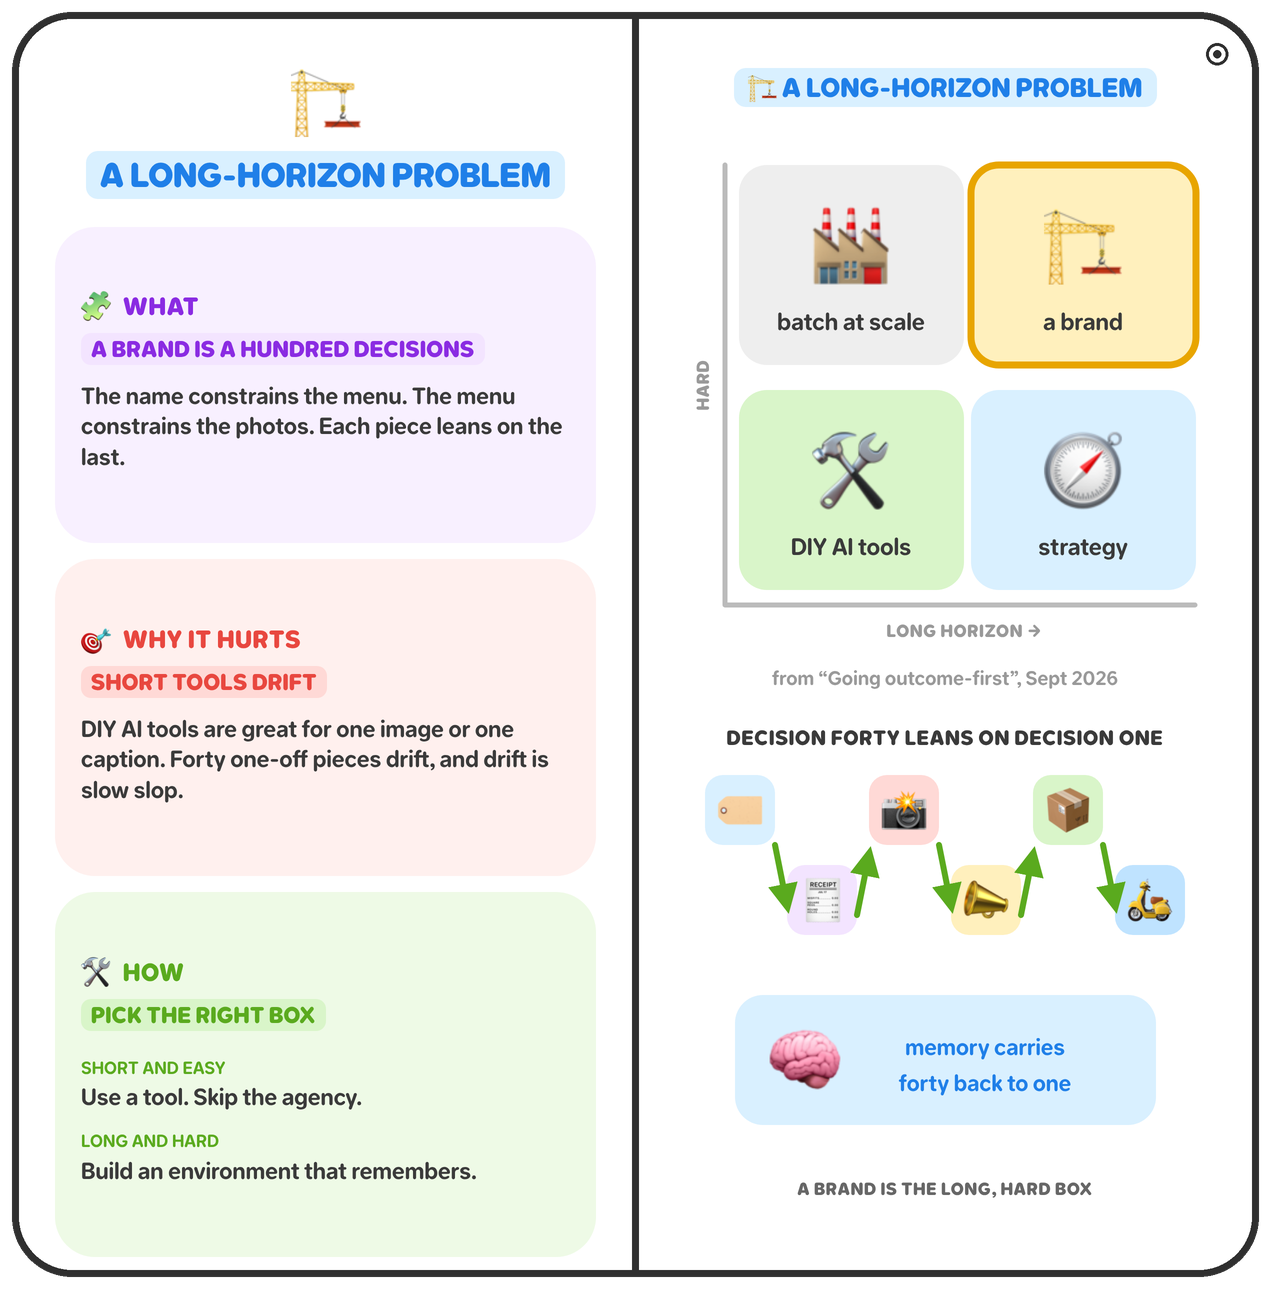 A LONG-HORIZON PROBLEM
WHAT
A BRAND IS A HUNDRED DECISIONS
The name constrains the menu. The menu
constrains the photos. Each piece leans on the
last.
WHY IT HURTS
SHORT TOOLS DRIFT
DIY AI tools are great for one image or one
caption. Forty one-off pieces drift, and drift is
slow slop.
HOW
PICK THE RIGHT BOX
SHORT AND EASY
Use a tool. Skip the agency.
LONG AND HARD
Build an environment that remembers.
A LONG-HORIZON PROBLEM
HARD
batch at scale
a brand
DIY AI tools
strategy
LONG HORIZON →
from “Going outcome-first”, Sept 2026
DECISION FORTY LEANS ON DECISION ONE
RECEIPT
memory carries
forty back to one
A BRAND IS THE LONG, HARD BOX